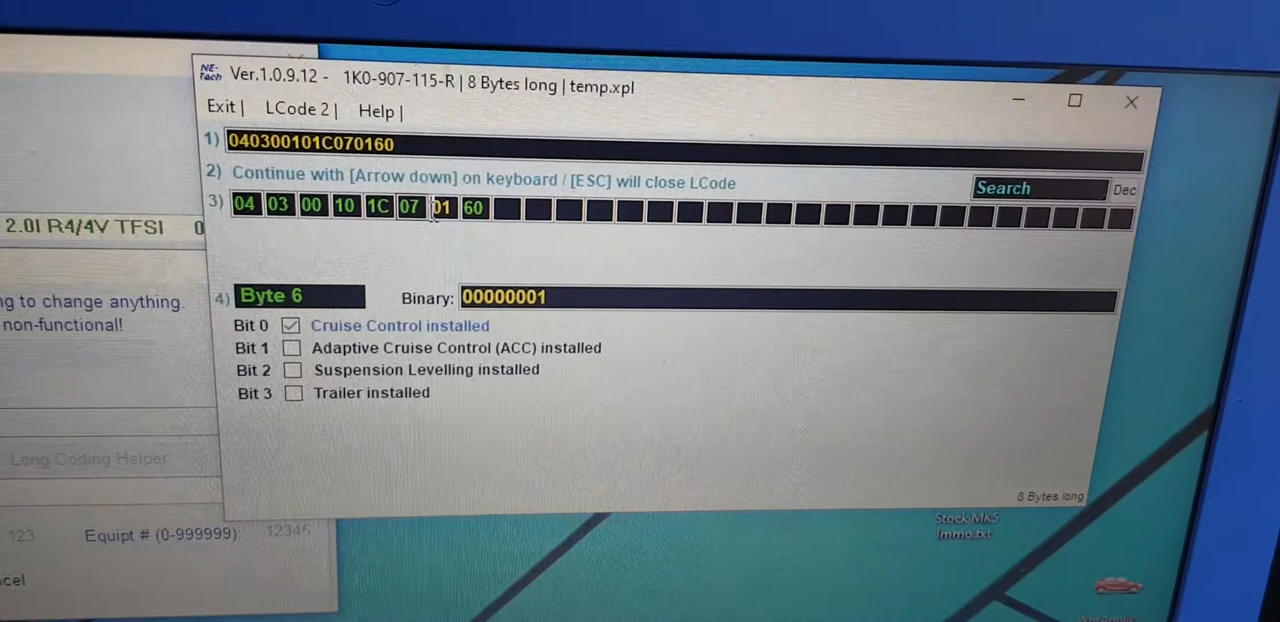 NE-Tech Ver.1.0.9.12 - 1K0-907-115-R | 8 Bytes long | temp.xpl
Exit | LCode 2 | Help |
1) 040300101C070160
2) Continue with [Arrow down] on keyboard / [ESC] will close LCode
Search Dec
3) 04 03 00 10 1C 07 01 60
2.0l R4/4V TFSI 0
4) Byte 6 Binary: 00000001
ng to change anything.
non-functional!
Bit 0 Cruise Control installed
Bit 1 Adaptive Cruise Control (ACC) installed
Bit 2 Suspension Levelling installed
Bit 3 Trailer installed
Long Coding Helper
8 Bytes long
123 Equipt # (0-999999) 12345
Stock MK5
Immo.txt
cel